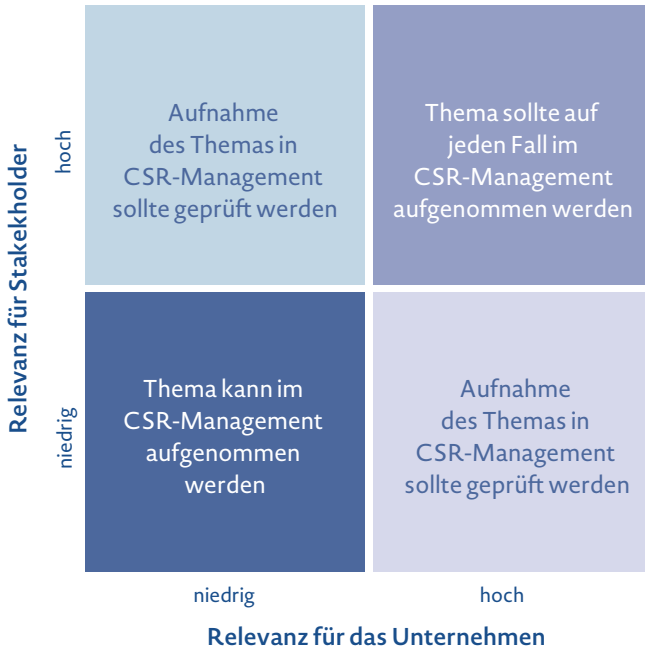 Relevanz für Stakekholder
hoch
niedrig
Aufnahme
des Themas in
CSR-Management
sollte geprüft werden
Thema sollte auf
jeden Fall im
CSR-Management
aufgenommen werden
Thema kann im
CSR-Management
aufgenommen
werden
Aufnahme
des Themas in
CSR-Management
sollte geprüft werden
niedrig
hoch
Relevanz für das Unternehmen